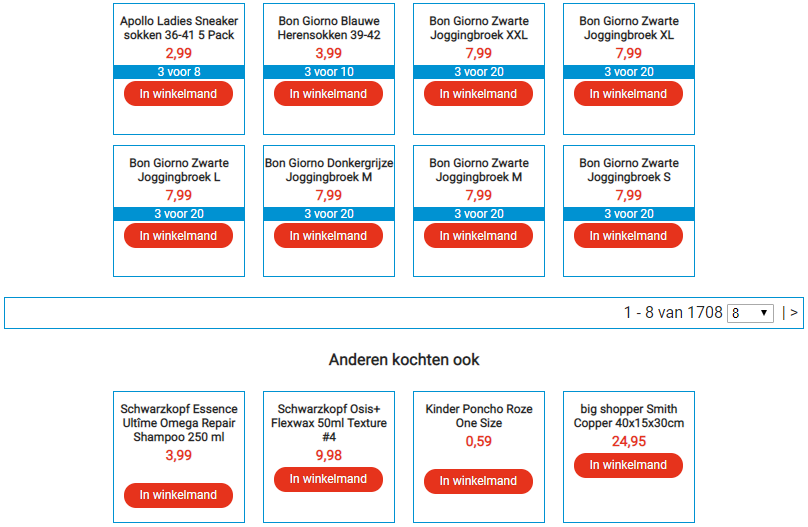 Apollo Ladies Sneaker
sokken 36-41 5 Pack
2,99
3 voor 8
In winkelmand
Bon Giorno Blauwe
Herensokken 39-42
3,99
3 voor 10
In winkelmand
Bon Giorno Zwarte
Joggingbroek XXL
7,99
3 voor 20
In winkelmand
Bon Giorno Zwarte
Joggingbroek XL
7,99
3 voor 20
In winkelmand
Bon Giorno Zwarte
Joggingbroek L
7,99
3 voor 20
In winkelmand
Bon Giorno Donkergrijze
Joggingbroek M
7,99
3 voor 20
In winkelmand
Bon Giorno Zwarte
Joggingbroek M
7,99
3 voor 20
In winkelmand
Bon Giorno Zwarte
Joggingbroek S
7,99
3 voor 20
In winkelmand
1 - 8 van 1708 8 | >
Anderen kochten ook
Schwarzkopf Essence
Ultîme Omega Repair
Shampoo 250 ml
3,99
In winkelmand
Schwarzkopf Osis+
Flexwax 50ml Texture
#4
9,98
In winkelmand
Kinder Poncho Roze
One Size
0,59
In winkelmand
big shopper Smith
Copper 40x15x30cm
24,95
In winkelmand